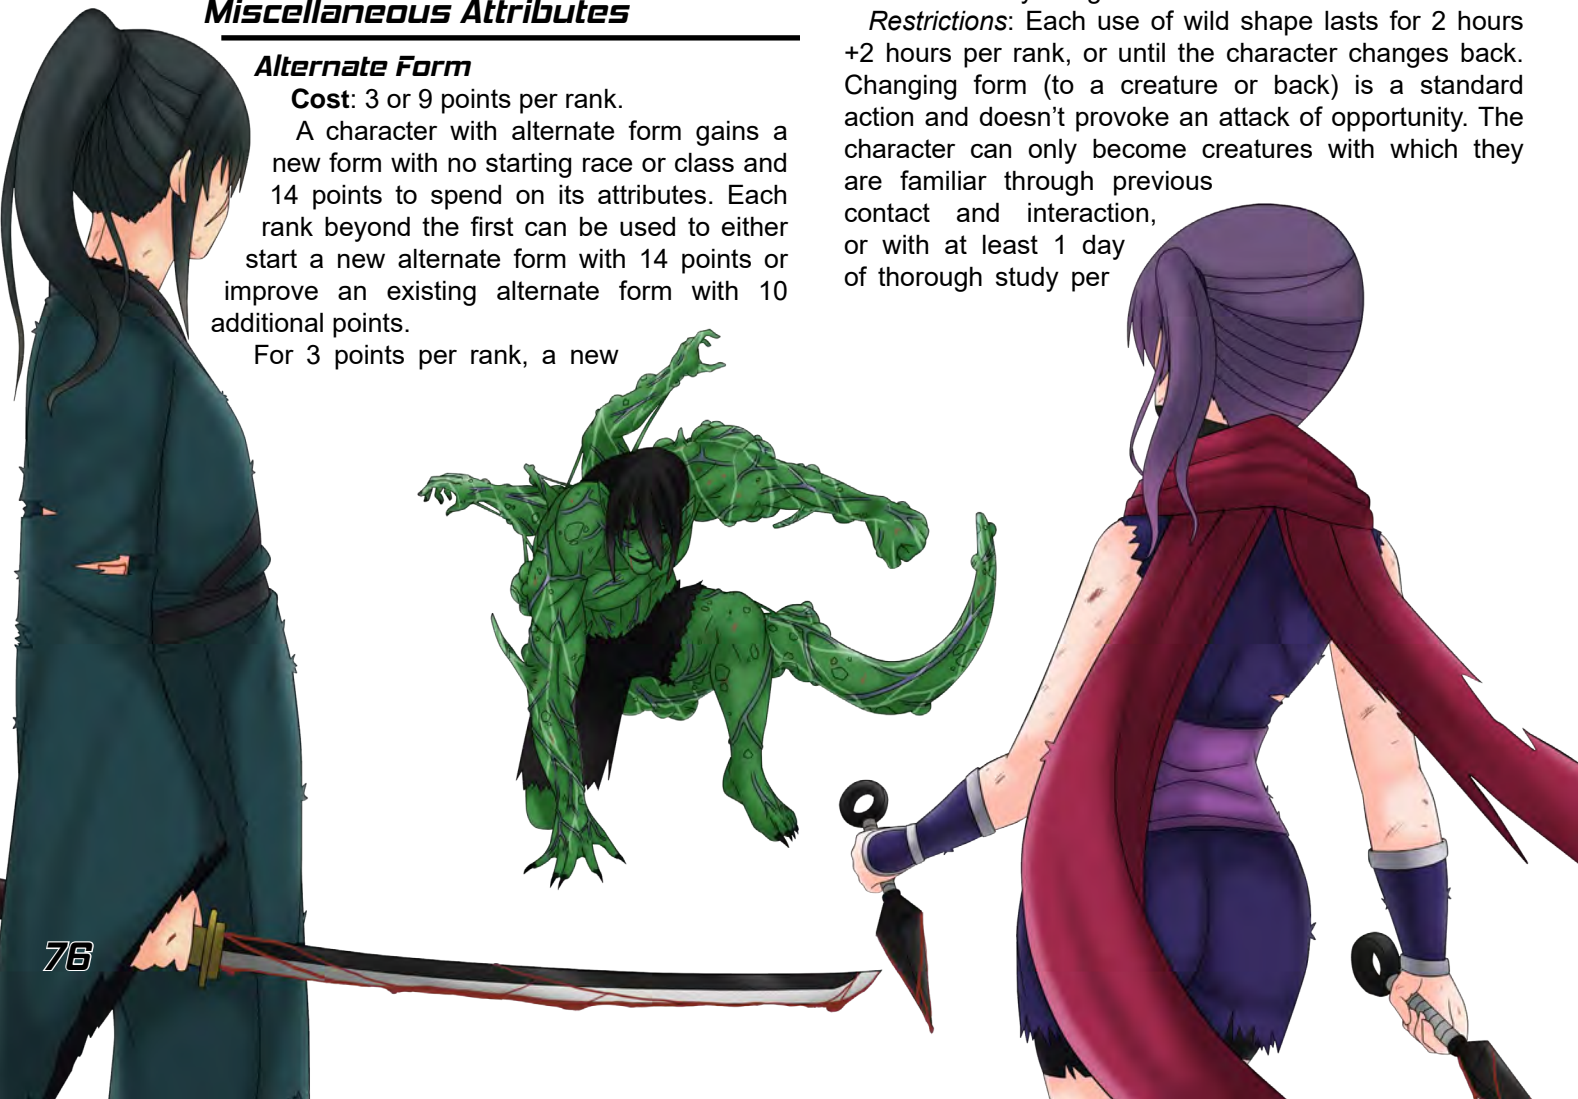 Miscellaneous Attributes
Alternate Form
Cost: 3 or 9 points per rank.
A character with alternate form gains a
new form with no starting race or class and
14 points to spend on its attributes. Each
rank beyond the first can be used to either
start a new alternate form with 14 points or
improve an existing alternate form with 10
additional points.
For 3 points per rank, a new
Restrictions: Each use of wild shape lasts for 2 hours
+2 hours per rank, or until the character changes back.
Changing form (to a creature or back) is a standard
action and doesn’t provoke an attack of opportunity. The
character can only become creatures with which they
are familiar through previous
contact and interaction,
or with at least 1 day
of thorough study per
76